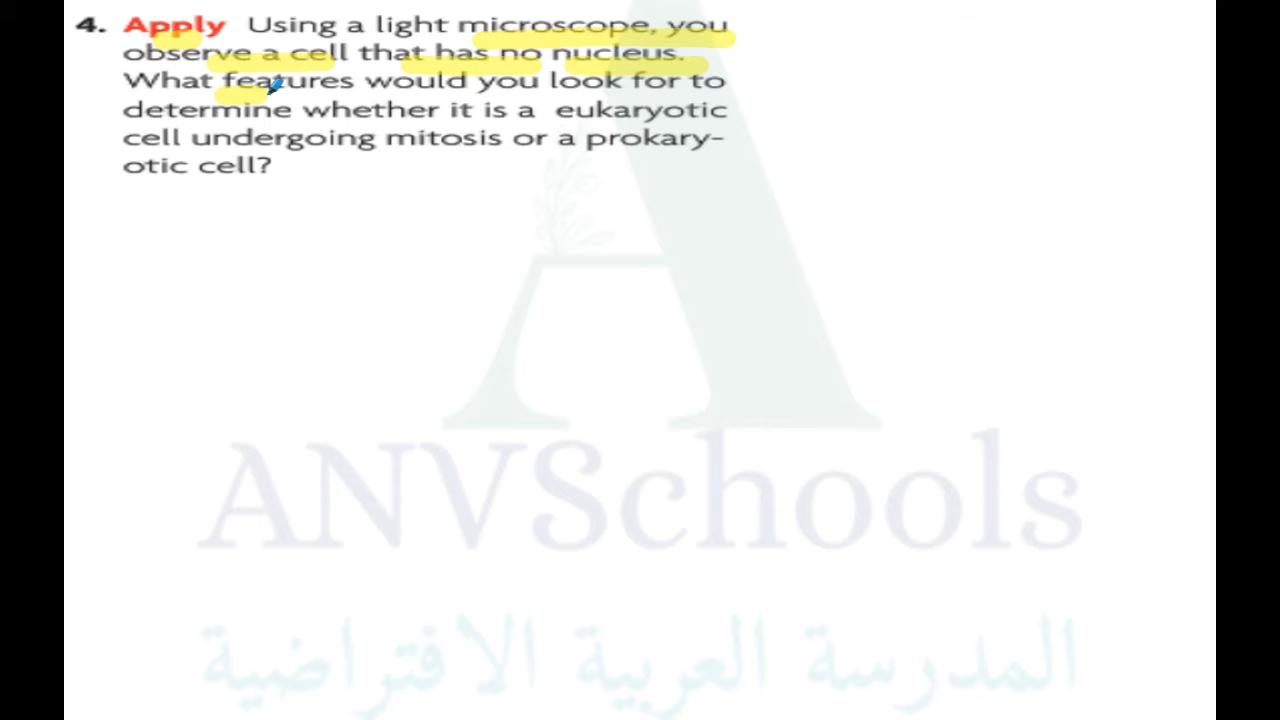 4. Apply Using a light microscope, you
observe a cell that has no nucleus.
What features would you look for to
determine whether it is a eukaryotic
cell undergoing mitosis or a prokary-
otic cell?
A
ANVSchools
المدرسة العربية الافتراضية